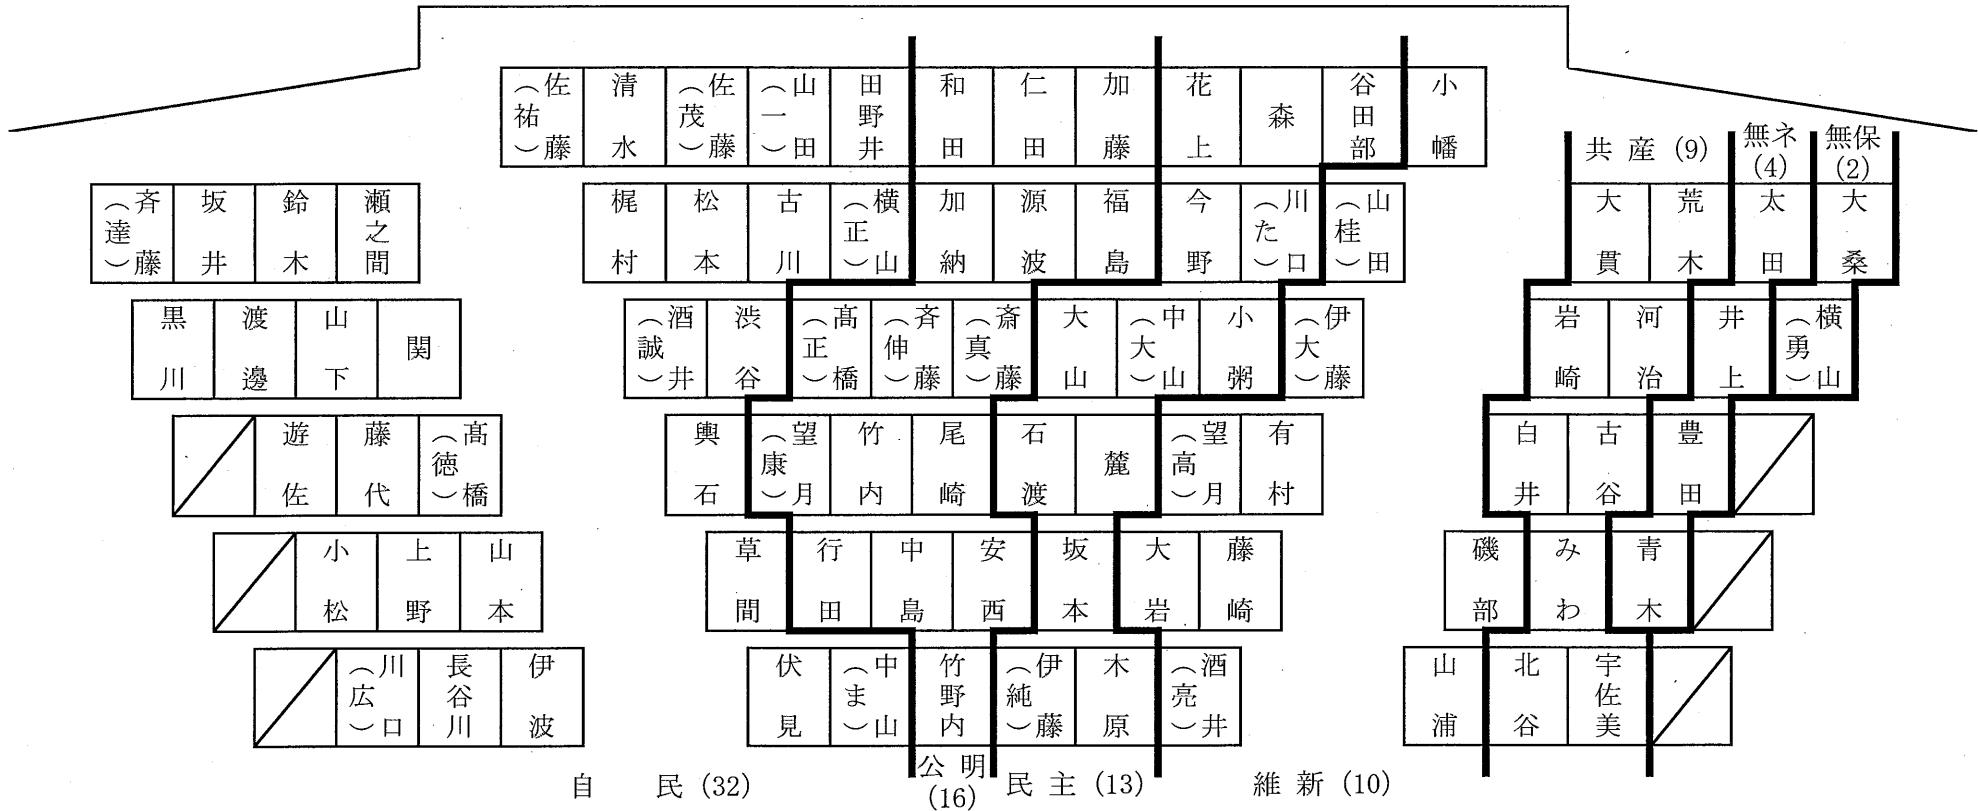 佐藤（祐） 清水 佐藤（茂） 山田（一） 田野井 和田 仁田 加藤 花上 森 谷田部 小幡
共産(9) 無ネ(4) 無保(2)
斉藤（達） 坂井 鈴木 瀬之間 梶村 松本 古川 横山（正） 加納 源波 福島 今野 川口（た） 山田（桂） 大貫 荒木 太田 大桑
黒川 渡邊 山下 関 酒井（誠） 渋谷 髙橋（正） 斉藤（伸） 斎藤（真） 大山 中山（大） 小粥 伊藤（大） 岩崎 河治 井上 横山（勇）
遊佐 藤代 髙橋（徳） 輿石 望月（康） 竹内 尾崎 石渡 麓 望月（高） 有村 白井 古谷 豊田
小松 上野 山本 草間 行田 中島 安西 坂本 大岩 藤崎 磯部 みわ 青木
川口（広） 長谷川 伊波 伏見 中山（ま） 竹野内 伊藤（純） 木原 酒井（亮） 山浦 北谷 宇佐美
自民(32) 公明(16) 民主(13) 維新(10)